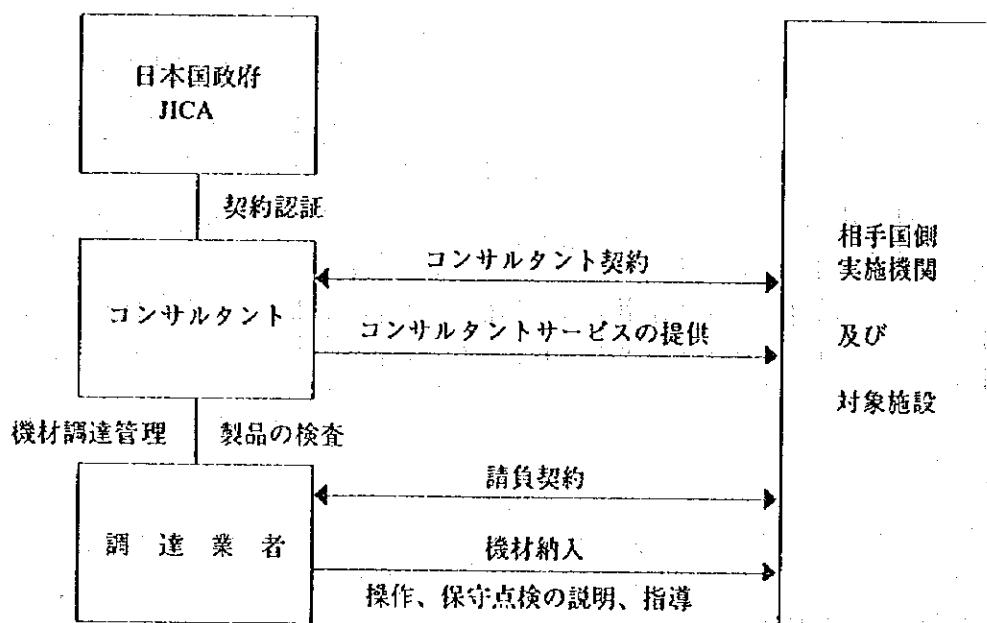 日本国政府
JICA
契約認証
相手国側
実施機関
及び
対象施設
コンサルタント契約
コンサルタント
コンサルタントサービスの提供
機材調達管理 製品の検査
請負契約
調達業者
機材納入
操作、保守点検の説明、指導